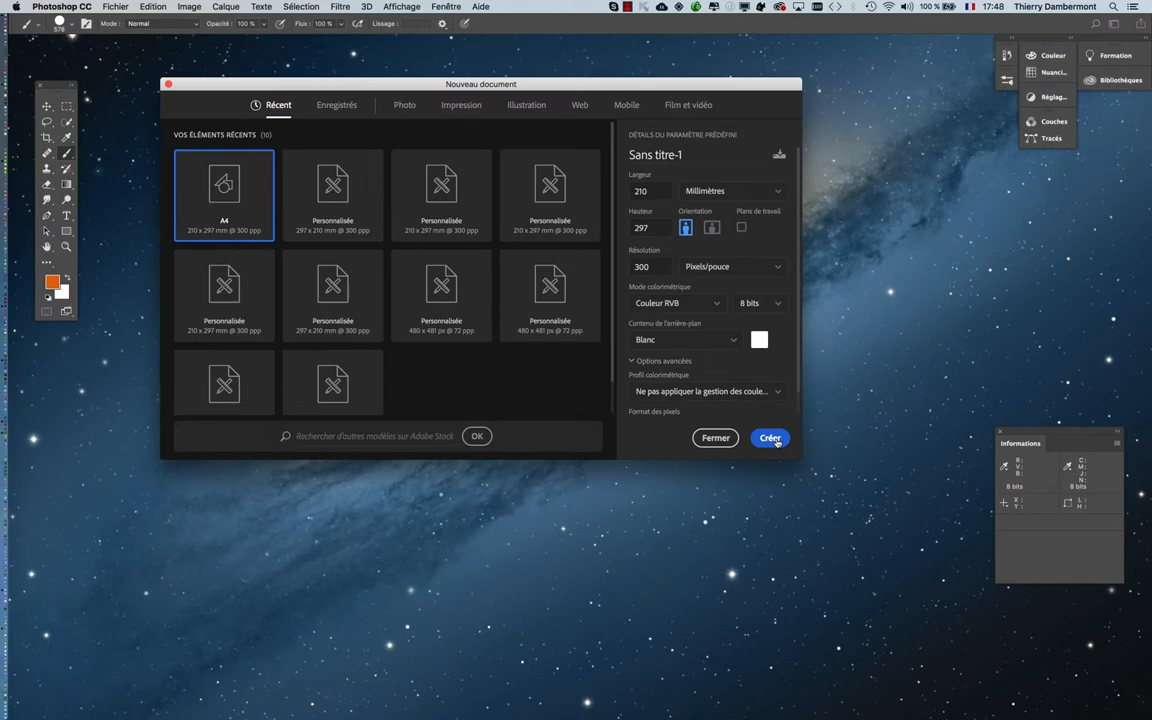 Photoshop CC Fichier Edition Image Calque Texte Sélection Filtre 3D Affichage Fenêtre Aide 100 % 17:48 Thierry Dambermont
578 Mode : Normal Opacité : 100 % Flux : 100 % Lissage :
Nouveau document
Récent Enregistrés Photo Impression Illustration Web Mobile Film et vidéo
VOS ÉLÉMENTS RÉCENTS (10)
A4
210 x 297 mm @ 300 ppp
Personnalisée
297 x 210 mm @ 300 ppp
Personnalisée
210 x 297 mm @ 300 ppp
Personnalisée
210 x 297 mm @ 300 ppp
Personnalisée
210 x 297 mm @ 300 ppp
Personnalisée
297 x 210 mm @ 300 ppp
Personnalisée
480 x 481 px @ 72 ppp
Personnalisée
480 x 481 px @ 72 ppp
Rechercher d'autres modèles sur Adobe Stock OK
DÉTAILS DU PARAMÈTRE PRÉDÉFINI
Sans titre-1
Largeur
210 Millimètres
Hauteur Orientation Plans de travail
297
Résolution
300 Pixels/pouce
Mode colorimétrique
Couleur RVB 8 bits
Contenu de l'arrière-plan
Blanc
Options avancées
Profil colorimétrique
Ne pas appliquer la gestion des coule...
Format des pixels
Fermer Créer
Couleur
Nuanci...
Réglag...
Couches
Tracés
Formation
Bibliothèques
Informations
R : C :
V : M :
B : J :
N :
8 bits 8 bits
X : L :
Y : H :